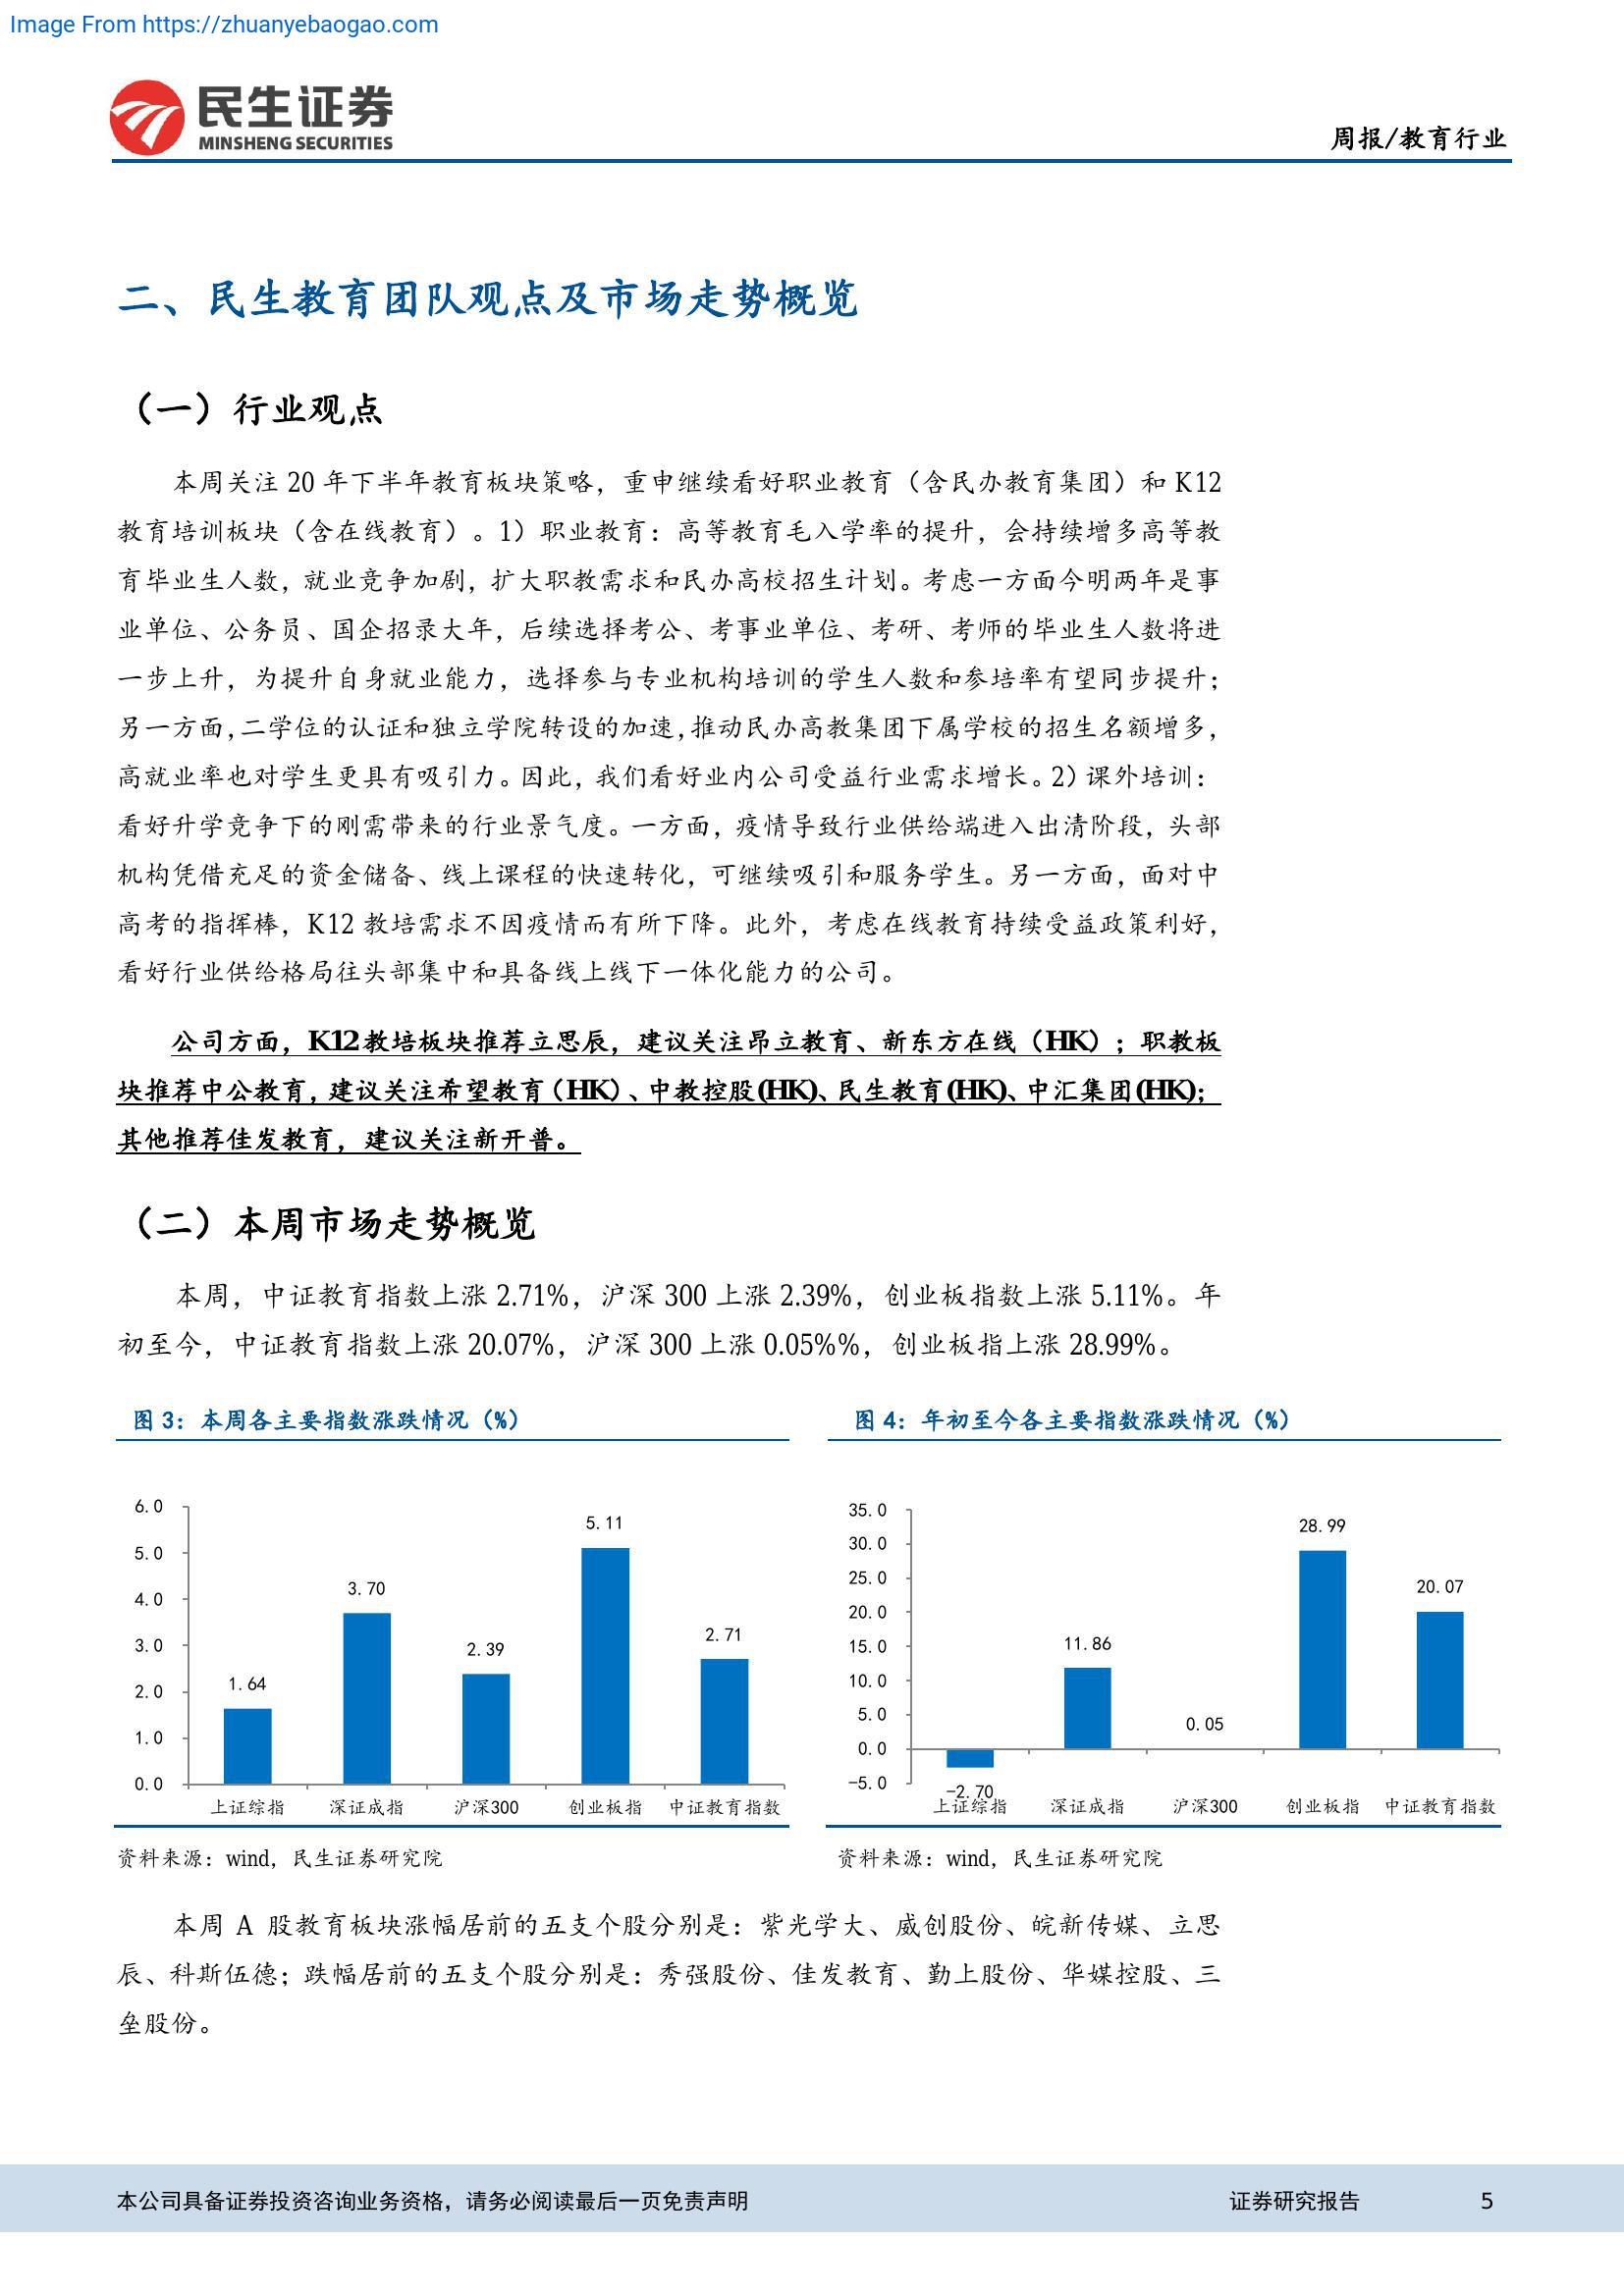 Image From https://zhuanyebaogao.com
民生证券
MINSHENG SECURITIES
周报/教育行业
二、民生教育团队观点及市场走势概览
（一）行业观点
本周关注 20 年下半年教育板块策略，重申继续看好职业教育（含民办教育集团）和 K12
教育培训板块（含在线教育）。1）职业教育：高等教育毛入学率的提升，会持续增多高等教
育毕业生人数，就业竞争加剧，扩大职教需求和民办高校招生计划。考虑一方面今明两年是事
业单位、公务员、国企招录大年，后续选择考公、考事业单位、考研、考师的毕业生人数将进
一步上升，为提升自身就业能力，选择参与专业机构培训的学生人数和参培率有望同步提升；
另一方面，二学位的认证和独立学院转设的加速，推动民办高教集团下属学校的招生名额增多，
高就业率也对学生更具有吸引力。因此，我们看好业内公司受益行业需求增长。2）课外培训：
看好升学竞争下的刚需带来的行业景气度。一方面，疫情导致行业供给端进入出清阶段，头部
机构凭借充足的资金储备、线上课程的快速转化，可继续吸引和服务学生。另一方面，面对中
高考的指挥棒，K12 教培需求不因疫情而有所下降。此外，考虑在线教育持续受益政策利好，
看好行业供给格局往头部集中和具备线上线下一体化能力的公司。
公司方面，K12教培板块推荐立思辰，建议关注昂立教育、新东方在线（HK）；职教板
块推荐中公教育，建议关注希望教育（HK）、中教控股(HK)、民生教育(HK)、中汇集团(HK)；
其他推荐佳发教育，建议关注新开普。
（二）本周市场走势概览
本周，中证教育指数上涨 2.71%，沪深 300 上涨 2.39%，创业板指数上涨 5.11%。年
初至今，中证教育指数上涨 20.07%，沪深 300 上涨 0.05%%，创业板指上涨 28.99%。
图 3：本周各主要指数涨跌情况（%）
6.0
5.0
4.0
3.0
2.0
1.0
0.0
1.64
3.70
2.39
5.11
2.71
上证综指 深证成指 沪深300 创业板指 中证教育指数
资料来源：wind，民生证券研究院
图 4：年初至今各主要指数涨跌情况（%）
35.0
30.0
25.0
20.0
15.0
10.0
5.0
0.0
-5.0
-2.70
11.86
0.05
28.99
20.07
上证综指 深证成指 沪深300 创业板指 中证教育指数
资料来源：wind，民生证券研究院
本周 A 股教育板块涨幅居前的五支个股分别是：紫光学大、威创股份、皖新传媒、立思
辰、科斯伍德；跌幅居前的五支个股分别是：秀强股份、佳发教育、勤上股份、华媒控股、三
垒股份。
本公司具备证券投资咨询业务资格，请务必阅读最后一页免责声明 证券研究报告 5